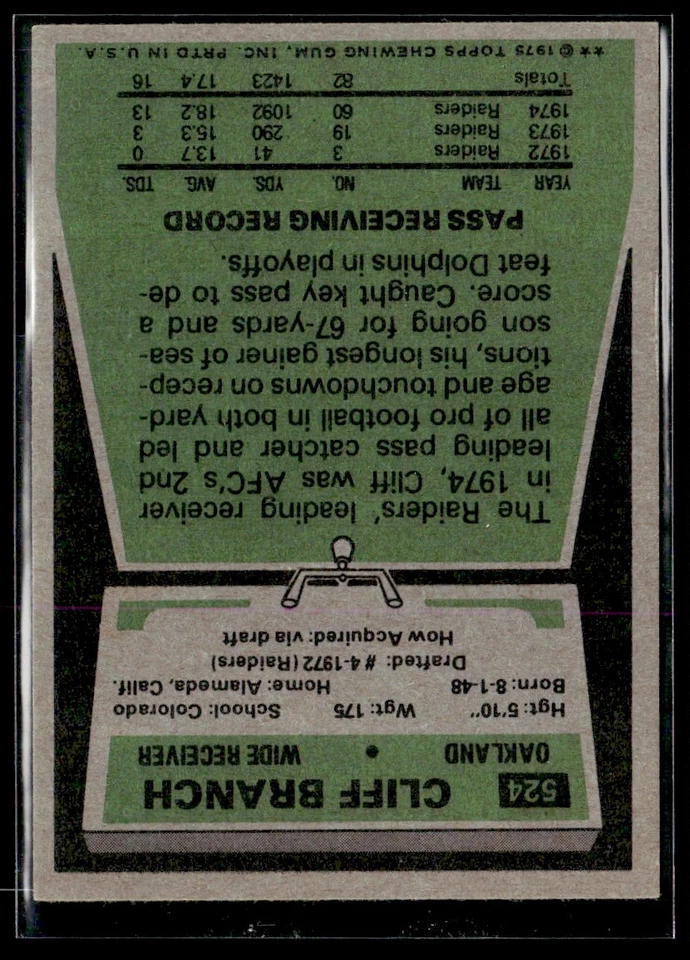 524 CLIFF BRANCH
OAKLAND • WIDE RECEIVER
Hgt: 5'10" Wgt: 175 School: Colorado
Born: 8-1-48 Home: Alameda, Calif.
Drafted: #4-1972 (Raiders)
How Acquired: via draft
The Raiders' leading receiver
in 1974, Cliff was AFC's 2nd
leading pass catcher and led
all of pro football in both yard-
age and touchdowns on recep-
tions, his longest gainer of sea-
son going for 67-yards and a
score. Caught key pass to de-
feat Dolphins in playoffs.
PASS RECEIVING RECORD
YEAR TEAM NO. YDS. AVG. TDS.
1972 Raiders 3 41 13.7 0
1973 Raiders 19 290 15.3 3
1974 Raiders 60 1092 18.2 13
Totals 82 1423 17.4 16
★★ © 1975 TOPPS CHEWING GUM, INC. PRTD IN U.S.A.